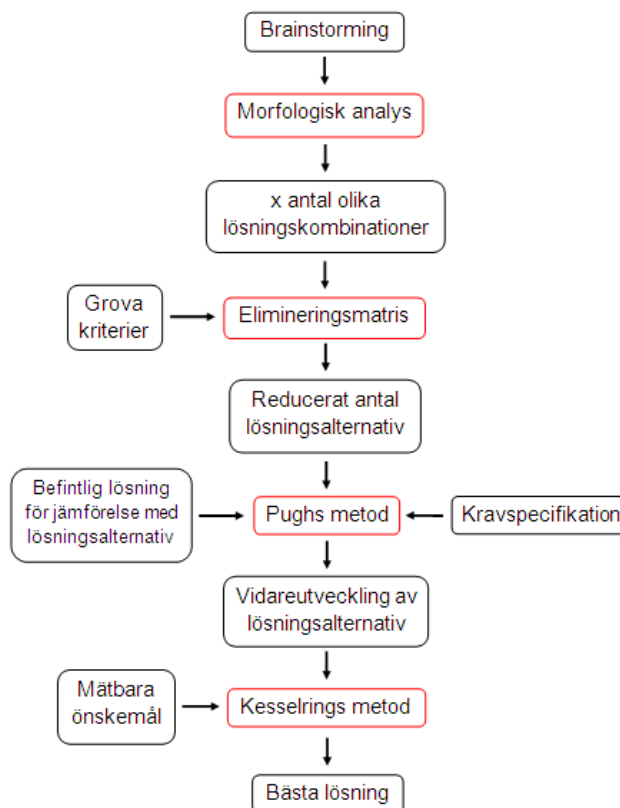 Brainstorming
Morfologisk analys
x antal olika
lösningskombinationer
Grova
kriterier
Elimineringsmatris
Reducerat antal
lösningsalternativ
Befintlig lösning
för jämförelse med
lösningsalternativ
Pughs metod
Kravspecifikation
Vidareutveckling av
lösningsalternativ
Mätbara
önskemål
Kesselrings metod
Bästa lösning